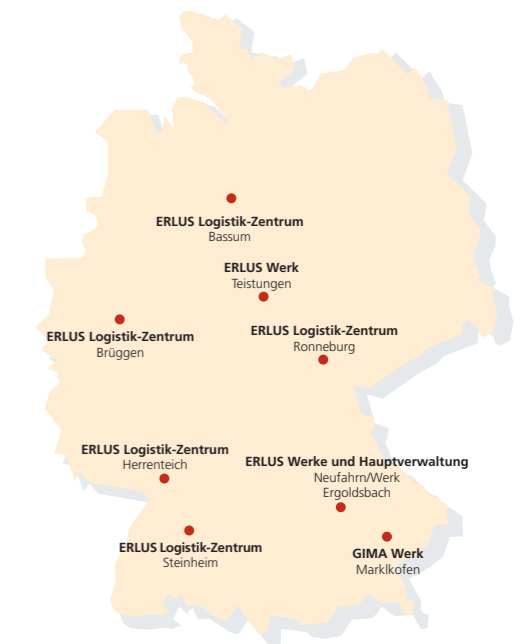 ERLUS Logistik-Zentrum
Bassum
ERLUS Werk
Teistungen
ERLUS Logistik-Zentrum
Brüggen
ERLUS Logistik-Zentrum
Ronneburg
ERLUS Logistik-Zentrum
Herrenteich
ERLUS Werke und Hauptverwaltung
Neufahrn/Werk
Ergoldsbach
ERLUS Logistik-Zentrum
Steinheim
GIMA Werk
Marklkofen